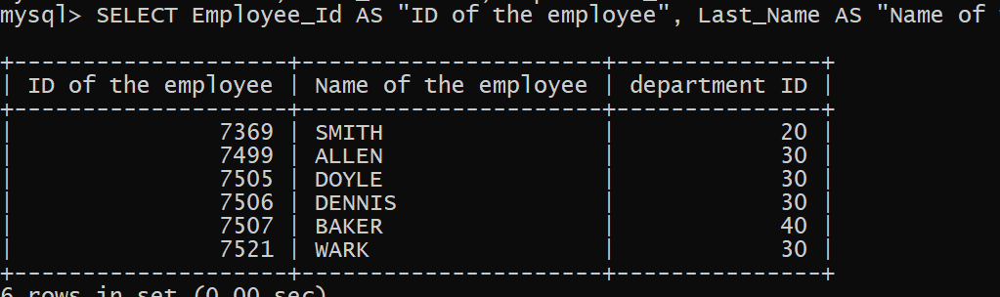 mysql> SELECT Employee_Id AS "ID of the employee", Last_Name AS "Name of
+--------------------+----------------------+---------------+
| ID of the employee | Name of the employee | department ID |
+--------------------+----------------------+---------------+
| 7369 | SMITH | 20 |
| 7499 | ALLEN | 30 |
| 7505 | DOYLE | 30 |
| 7506 | DENNIS | 30 |
| 7507 | BAKER | 40 |
| 7521 | WARK | 30 |
+--------------------+----------------------+---------------+
6 rows in set (0.00 sec)